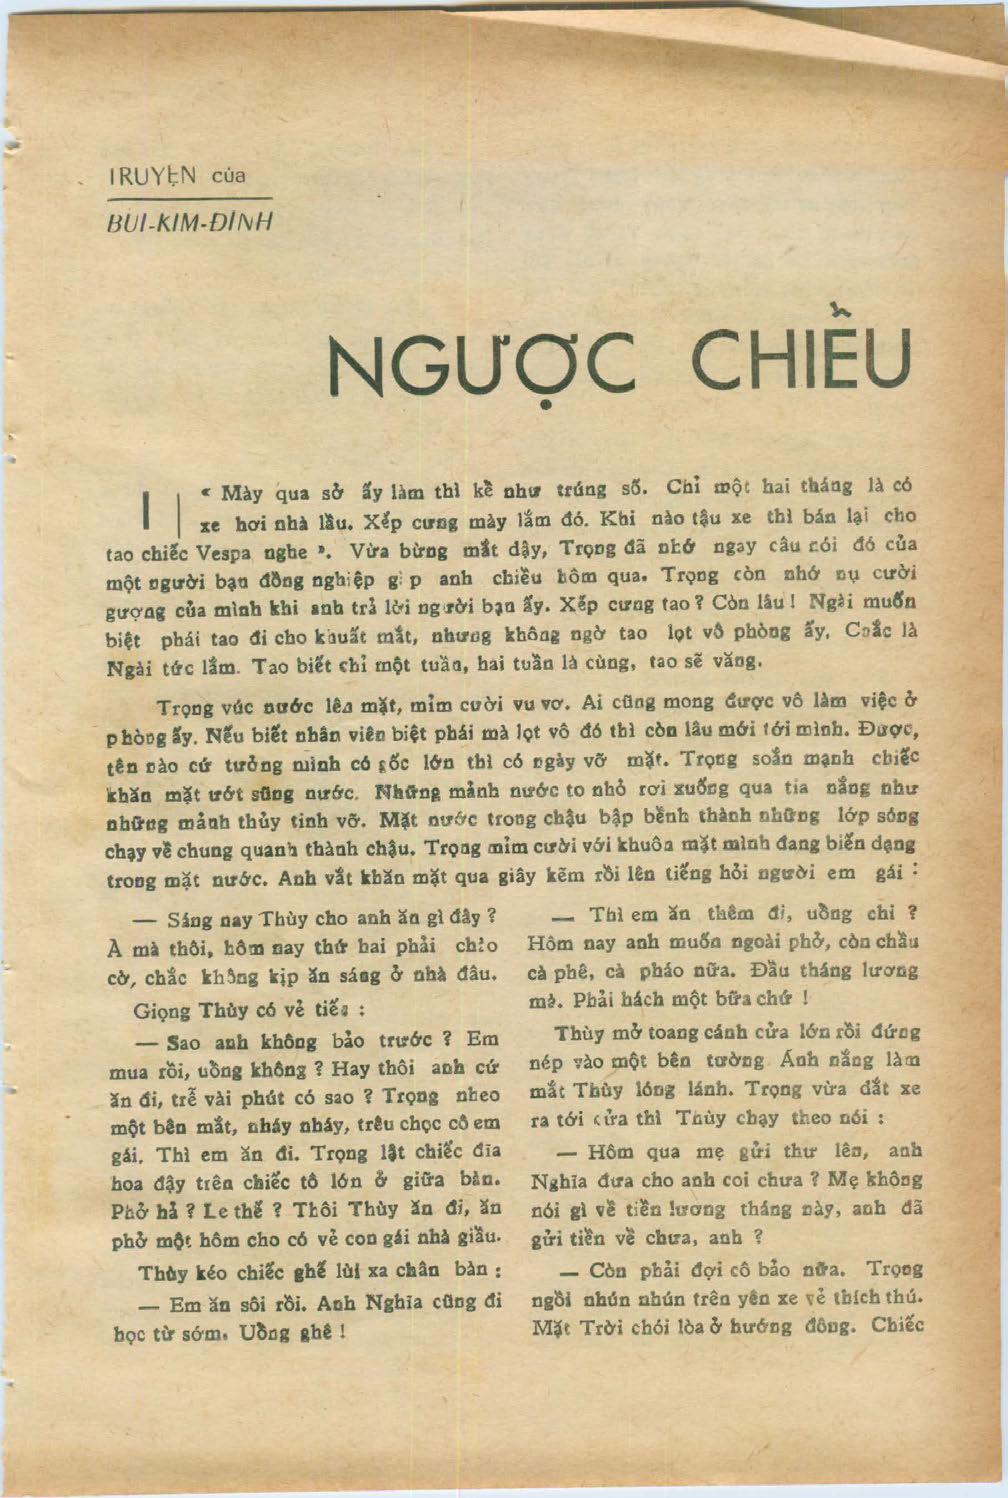 TRUYỆN của
BUI-KIM-ĐÌNH
NGƯỢC CHIỀU
« Mày qua sở ấy làm thì kể như trúng số. Chỉ một hai tháng là có
xe hơi nhà lầu. Xếp cưng mày lắm đó. Khi nào tậu xe thì bán lại cho
tao chiếc Vespa nghe ». Vừa bừng mắt dậy, Trọng đã nhớ ngay câu nói đó của
một người bạn đồng nghiệp gặp anh chiều hôm qua. Trọng còn nhớ nụ cười
gượng của mình khi anh trả lời người bạn ấy. Xếp cưng tao ? Còn lâu ! Ngài muốn
biệt phái tao đi cho khuất mắt, nhưng không ngờ tao lọt vô phòng ấy. Chắc là
Ngài tức lắm. Tao biết chỉ một tuần, hai tuần là cùng, tao sẽ văng.
Trọng vúc nước lên mặt, mỉm cười vu vơ. Ai cũng mong được vô làm việc ở
phòng ấy. Nếu biết nhân viên biệt phái mà lọt vô đó thì còn lâu mới tới mình. Được,
tên nào cứ tưởng mình có gốc lớn thì có ngày vỡ mặt. Trọng soắn mạnh chiếc
khăn mặt ướt sũng nước. Những mảnh nước to nhỏ rơi xuống qua tia nắng như
những mảnh thủy tinh vỡ. Mặt nước trong chậu bập bềnh thành những lớp sóng
chạy về chung quanh thành chậu. Trọng mỉm cười với khuôn mặt mình đang biến dạng
trong mặt nước. Anh vắt khăn mặt qua giây kẽm rồi lên tiếng hỏi người em gái :
— Sáng nay Thùy cho anh ăn gì đây ?
À mà thôi, hôm nay thứ hai phải chào
cờ, chắc không kịp ăn sáng ở nhà đâu.
Giọng Thùy có vẻ tiếc :
— Sao anh không bảo trước ? Em
mua rồi, uồng không ? Hay thôi anh cứ
ăn đi, trễ vài phút có sao ? Trọng nheo
một bên mắt, nháy nháy, trêu chọc cô em
gái. Thì em ăn đi. Trọng lật chiếc đĩa
hoa đậy trên chiếc tô lớn ở giữa bàn.
Phở hả ? Le thế ? Thôi Thùy ăn đi, ăn
phở một hôm cho có vẻ con gái nhà giầu.
Thùy kéo chiếc ghế lùi xa chân bàn :
— Em ăn sôi rồi. Anh Nghĩa cũng đi
học từ sớm. Uồng ghê !
— Thì em ăn thêm đi, uồng chi ?
Hôm nay anh muốn ngoài phở, còn chầu
cà phê, cà pháo nữa. Đầu tháng lương
mà. Phải hách một bữa chứ !
Thùy mở toang cánh cửa lớn rồi đứng
nép vào một bên tường. Ánh nắng làm
mắt Thùy lóng lánh. Trọng vừa dắt xe
ra tới cửa thì Thùy chạy theo nói :
— Hôm qua mẹ gửi thư lên, anh
Nghĩa đưa cho anh coi chưa ? Mẹ không
nói gì về tiền lương tháng này, anh đã
gửi tiền về chưa, anh ?
— Còn phải đợi cô bảo nữa. Trọng
ngồi nhún nhún trên yên xe vẻ thích thú.
Mặt Trời chói lòa ở hướng đông. Chiếc